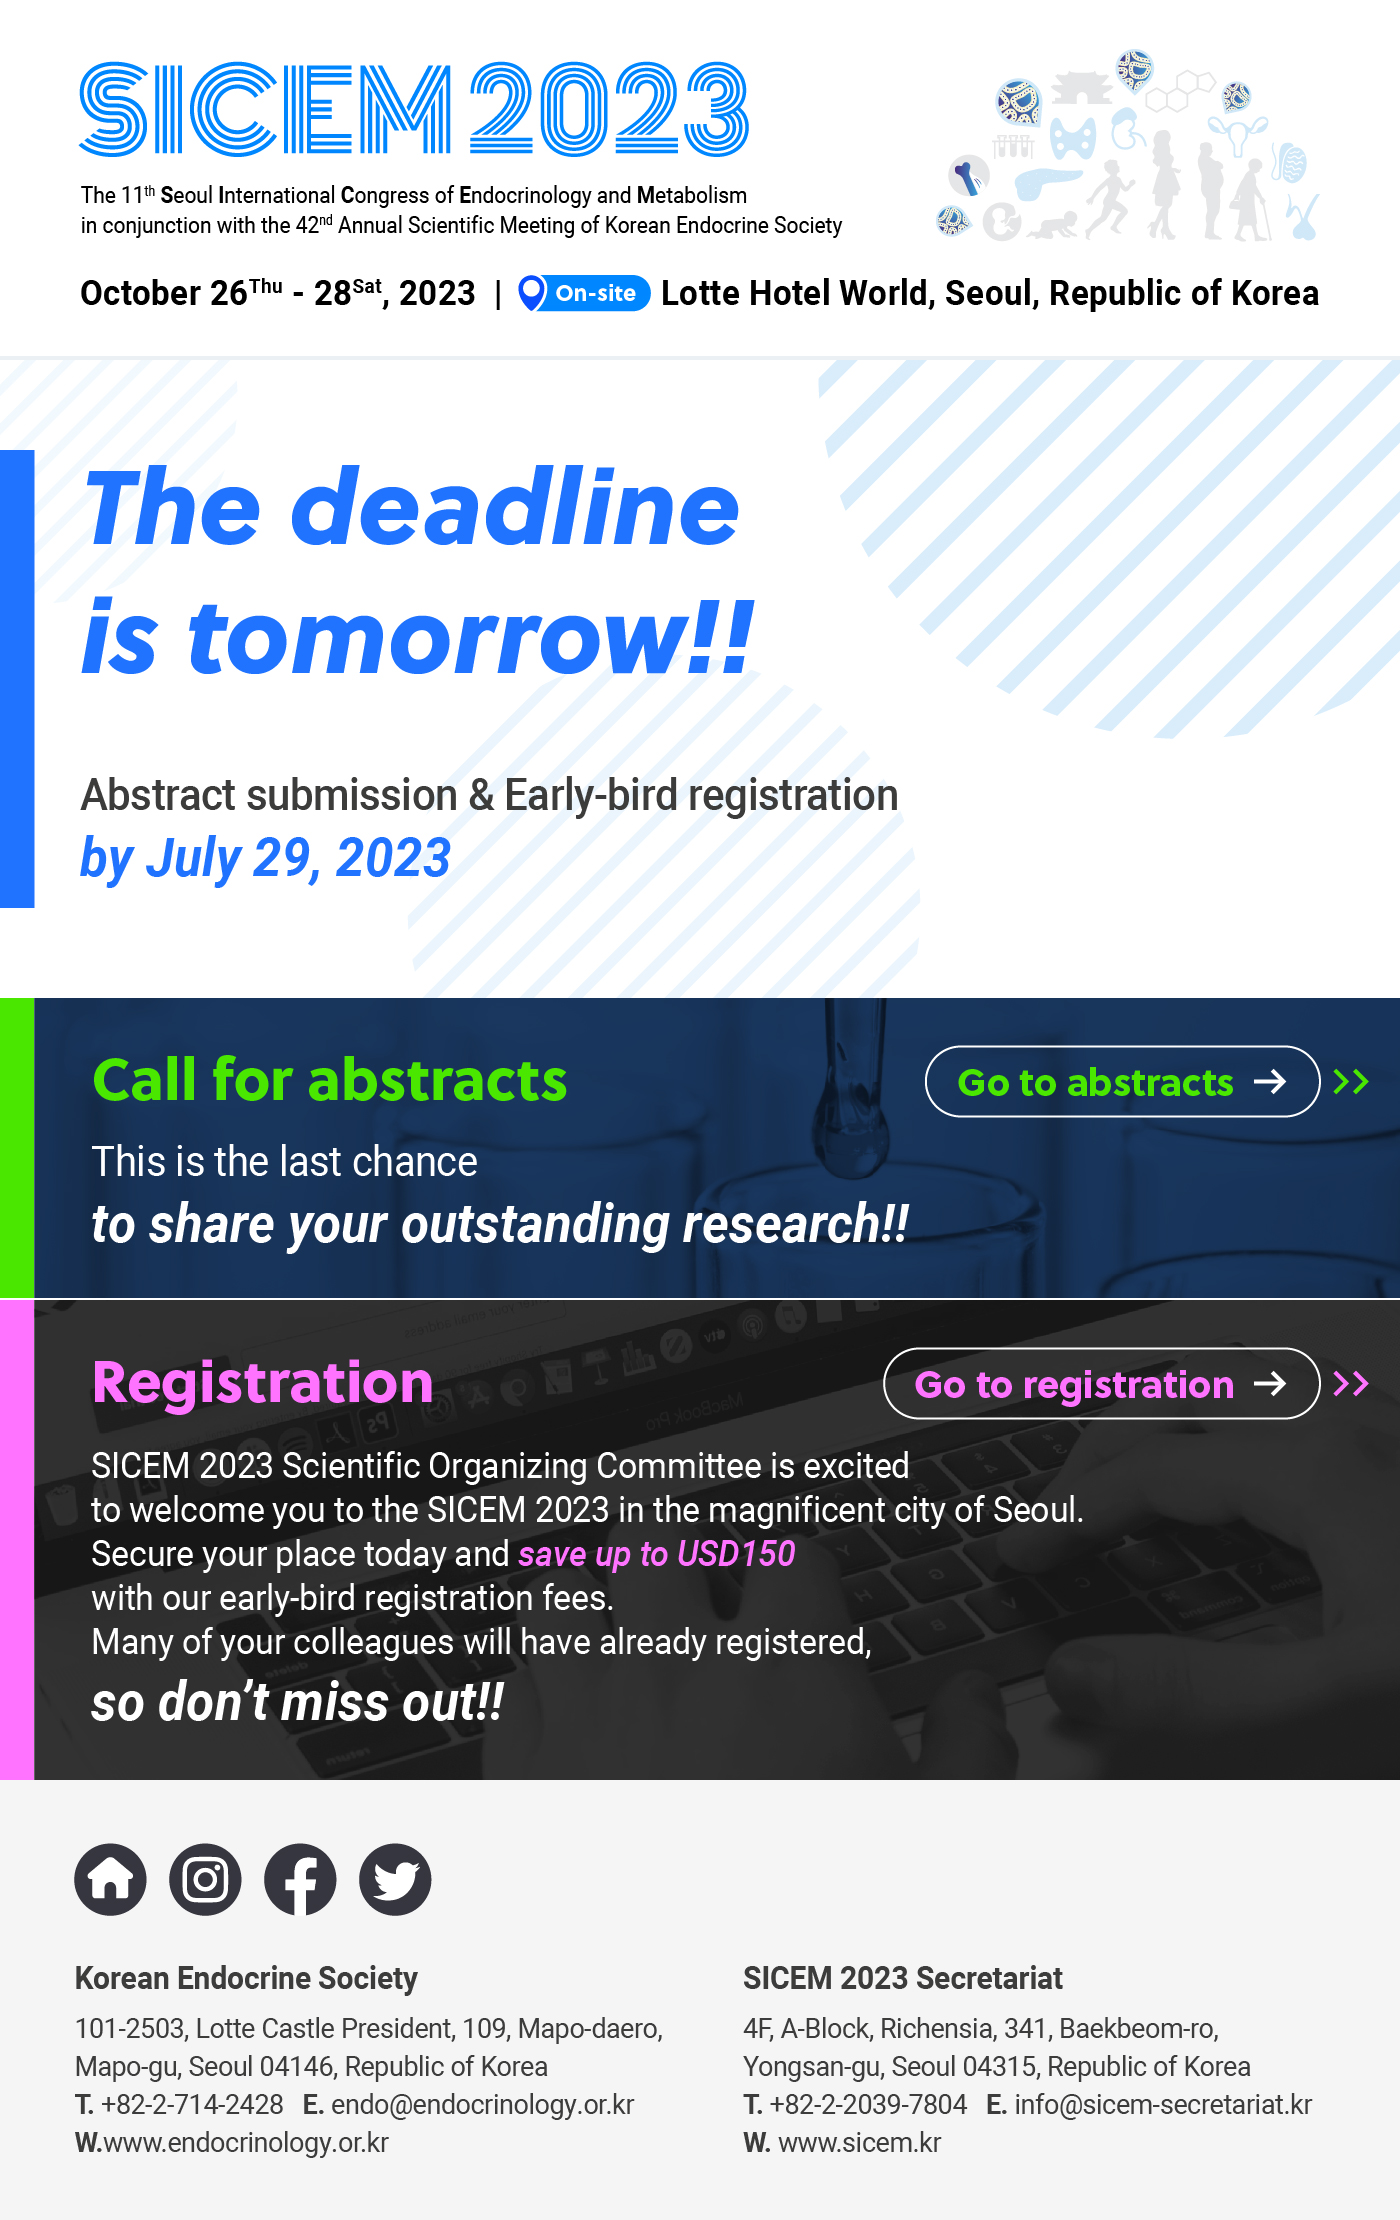 SICEM 2023
The 11th Seoul International Congress of Endocrinology and Metabolism
in conjunction with the 42nd Annual Scientific Meeting of Korean Endocrine Society
October 26Thu - 28Sat, 2023 | On-site Lotte Hotel World, Seoul, Republic of Korea
The deadline
is tomorrow!!
Abstract submission & Early-bird registration
by July 29, 2023
Call for abstracts
Go to abstracts
This is the last chance
to share your outstanding research!!
Registration
Go to registration
MacBook Pro
SICEM 2023 Scientific Organizing Committee is excited
to welcome you to the SICEM 2023 in the magnificent city of Seoul.
Secure your place today and save up to USD150
with our early-bird registration fees.
Many of your colleagues will have already registered,
so don't miss out!!
Korean Endocrine Society
101-2503, Lotte Castle President, 109, Mapo-daero,
Mapo-gu, Seoul 04146, Republic of Korea
T. +82-2-714-2428 E. endo@endocrinology.or.kr
W.www.endocrinology.or.kr
SICEM 2023 Secretariat
4F, A-Block, Richensia, 341, Baekbeom-ro,
Yongsan-gu, Seoul 04315, Republic of Korea
T. +82-2-2039-7804 E. info@sicem-secretariat.kr
W. www.sicem.kr